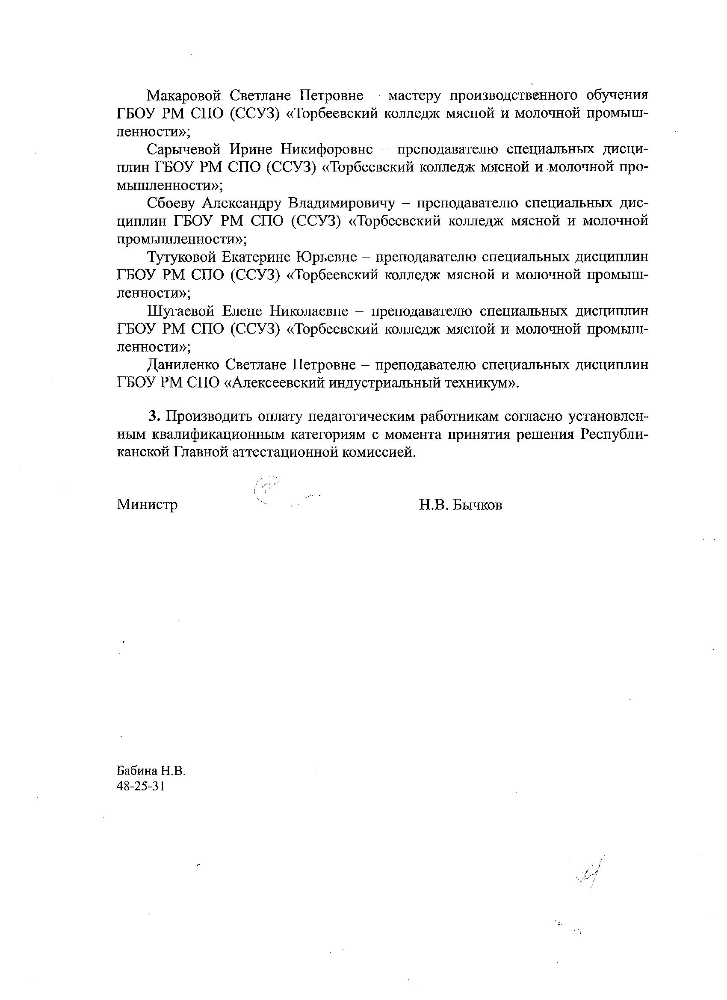 Макаровой Светлане Петровне – мастеру производственного обучения
ГБОУ РМ СПО (ССУЗ) «Торбеевский колледж мясной и молочной промыш-
ленности»;
Сарычевой Ирине Никифоровне – преподавателю специальных дисци-
плин ГБОУ РМ СПО (ССУЗ) «Торбеевский колледж мясной и молочной про-
мышленности»;
Сбоеву Александру Владимировичу – преподавателю специальных дис-
циплин ГБОУ РМ СПО (ССУЗ) «Торбеевский колледж мясной и молочной
промышленности»;
Тутуковой Екатерине Юрьевне – преподавателю специальных дисциплин
ГБОУ РМ СПО (ССУЗ) «Торбеевский колледж мясной и молочной промыш-
ленности»;
Шугаевой Елене Николаевне – преподавателю специальных дисциплин
ГБОУ РМ СПО (ССУЗ) «Торбеевский колледж мясной и молочной промыш-
ленности»;
Даниленко Светлане Петровне – преподавателю специальных дисциплин
ГБОУ РМ СПО «Алексеевский индустриальный техникум».
3. Производить оплату педагогическим работникам согласно установлен-
ным квалификационным категориям с момента принятия решения Республи-
канской Главной аттестационной комиссией.
Министр Н.В. Бычков
Бабина Н.В.
48-25-31